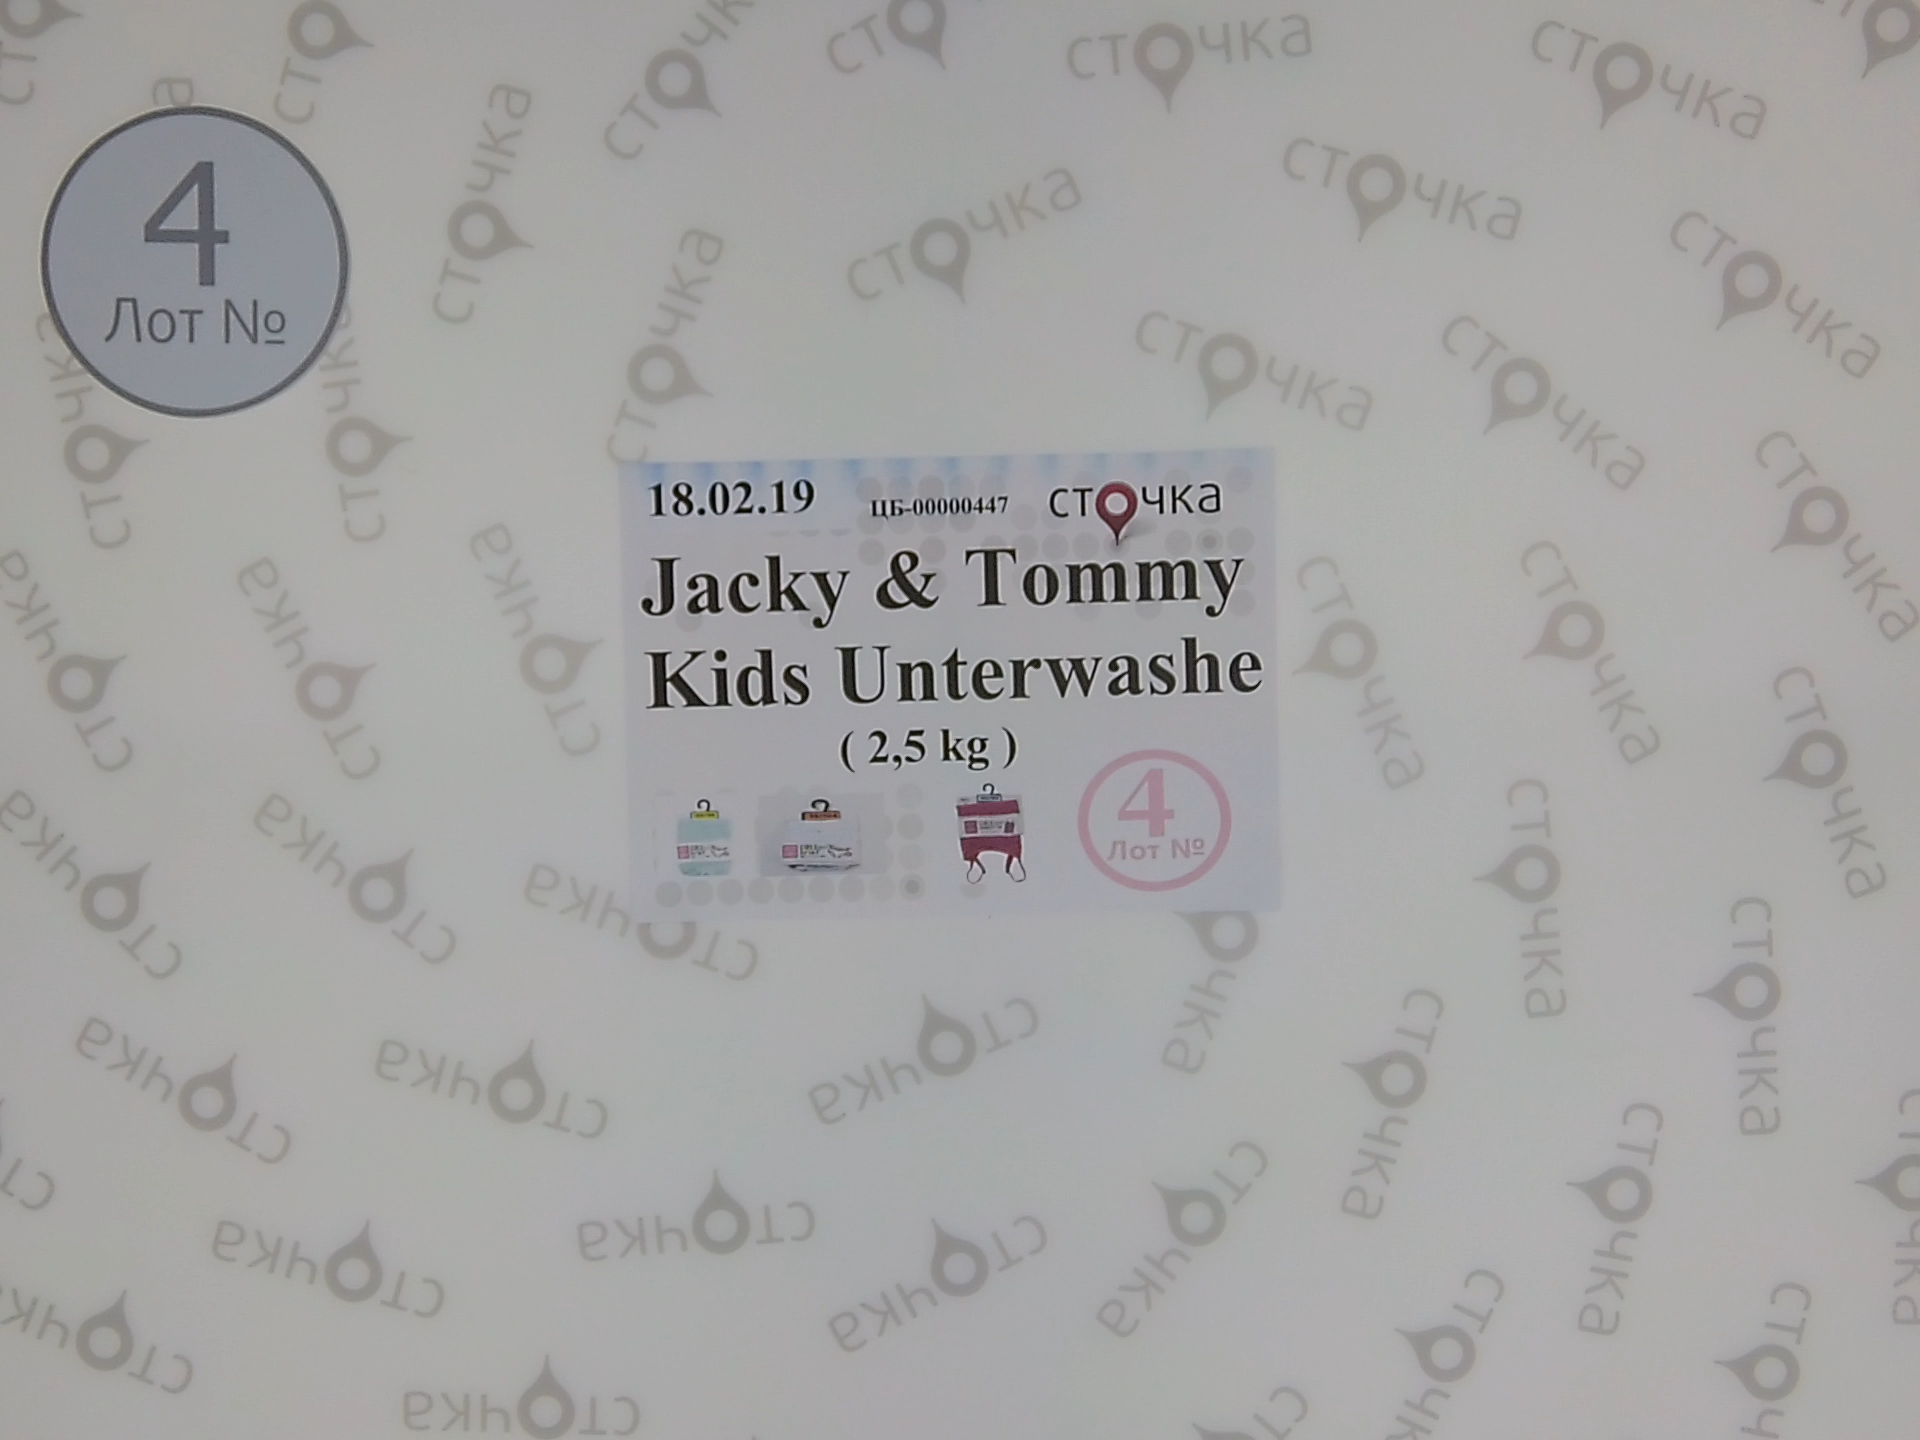 4
Лот №
18.02.19 ЦБ-00000447 сточка
Jacky & Tommy
Kids Unterwashe
( 2,5 kg )
4
Лот №